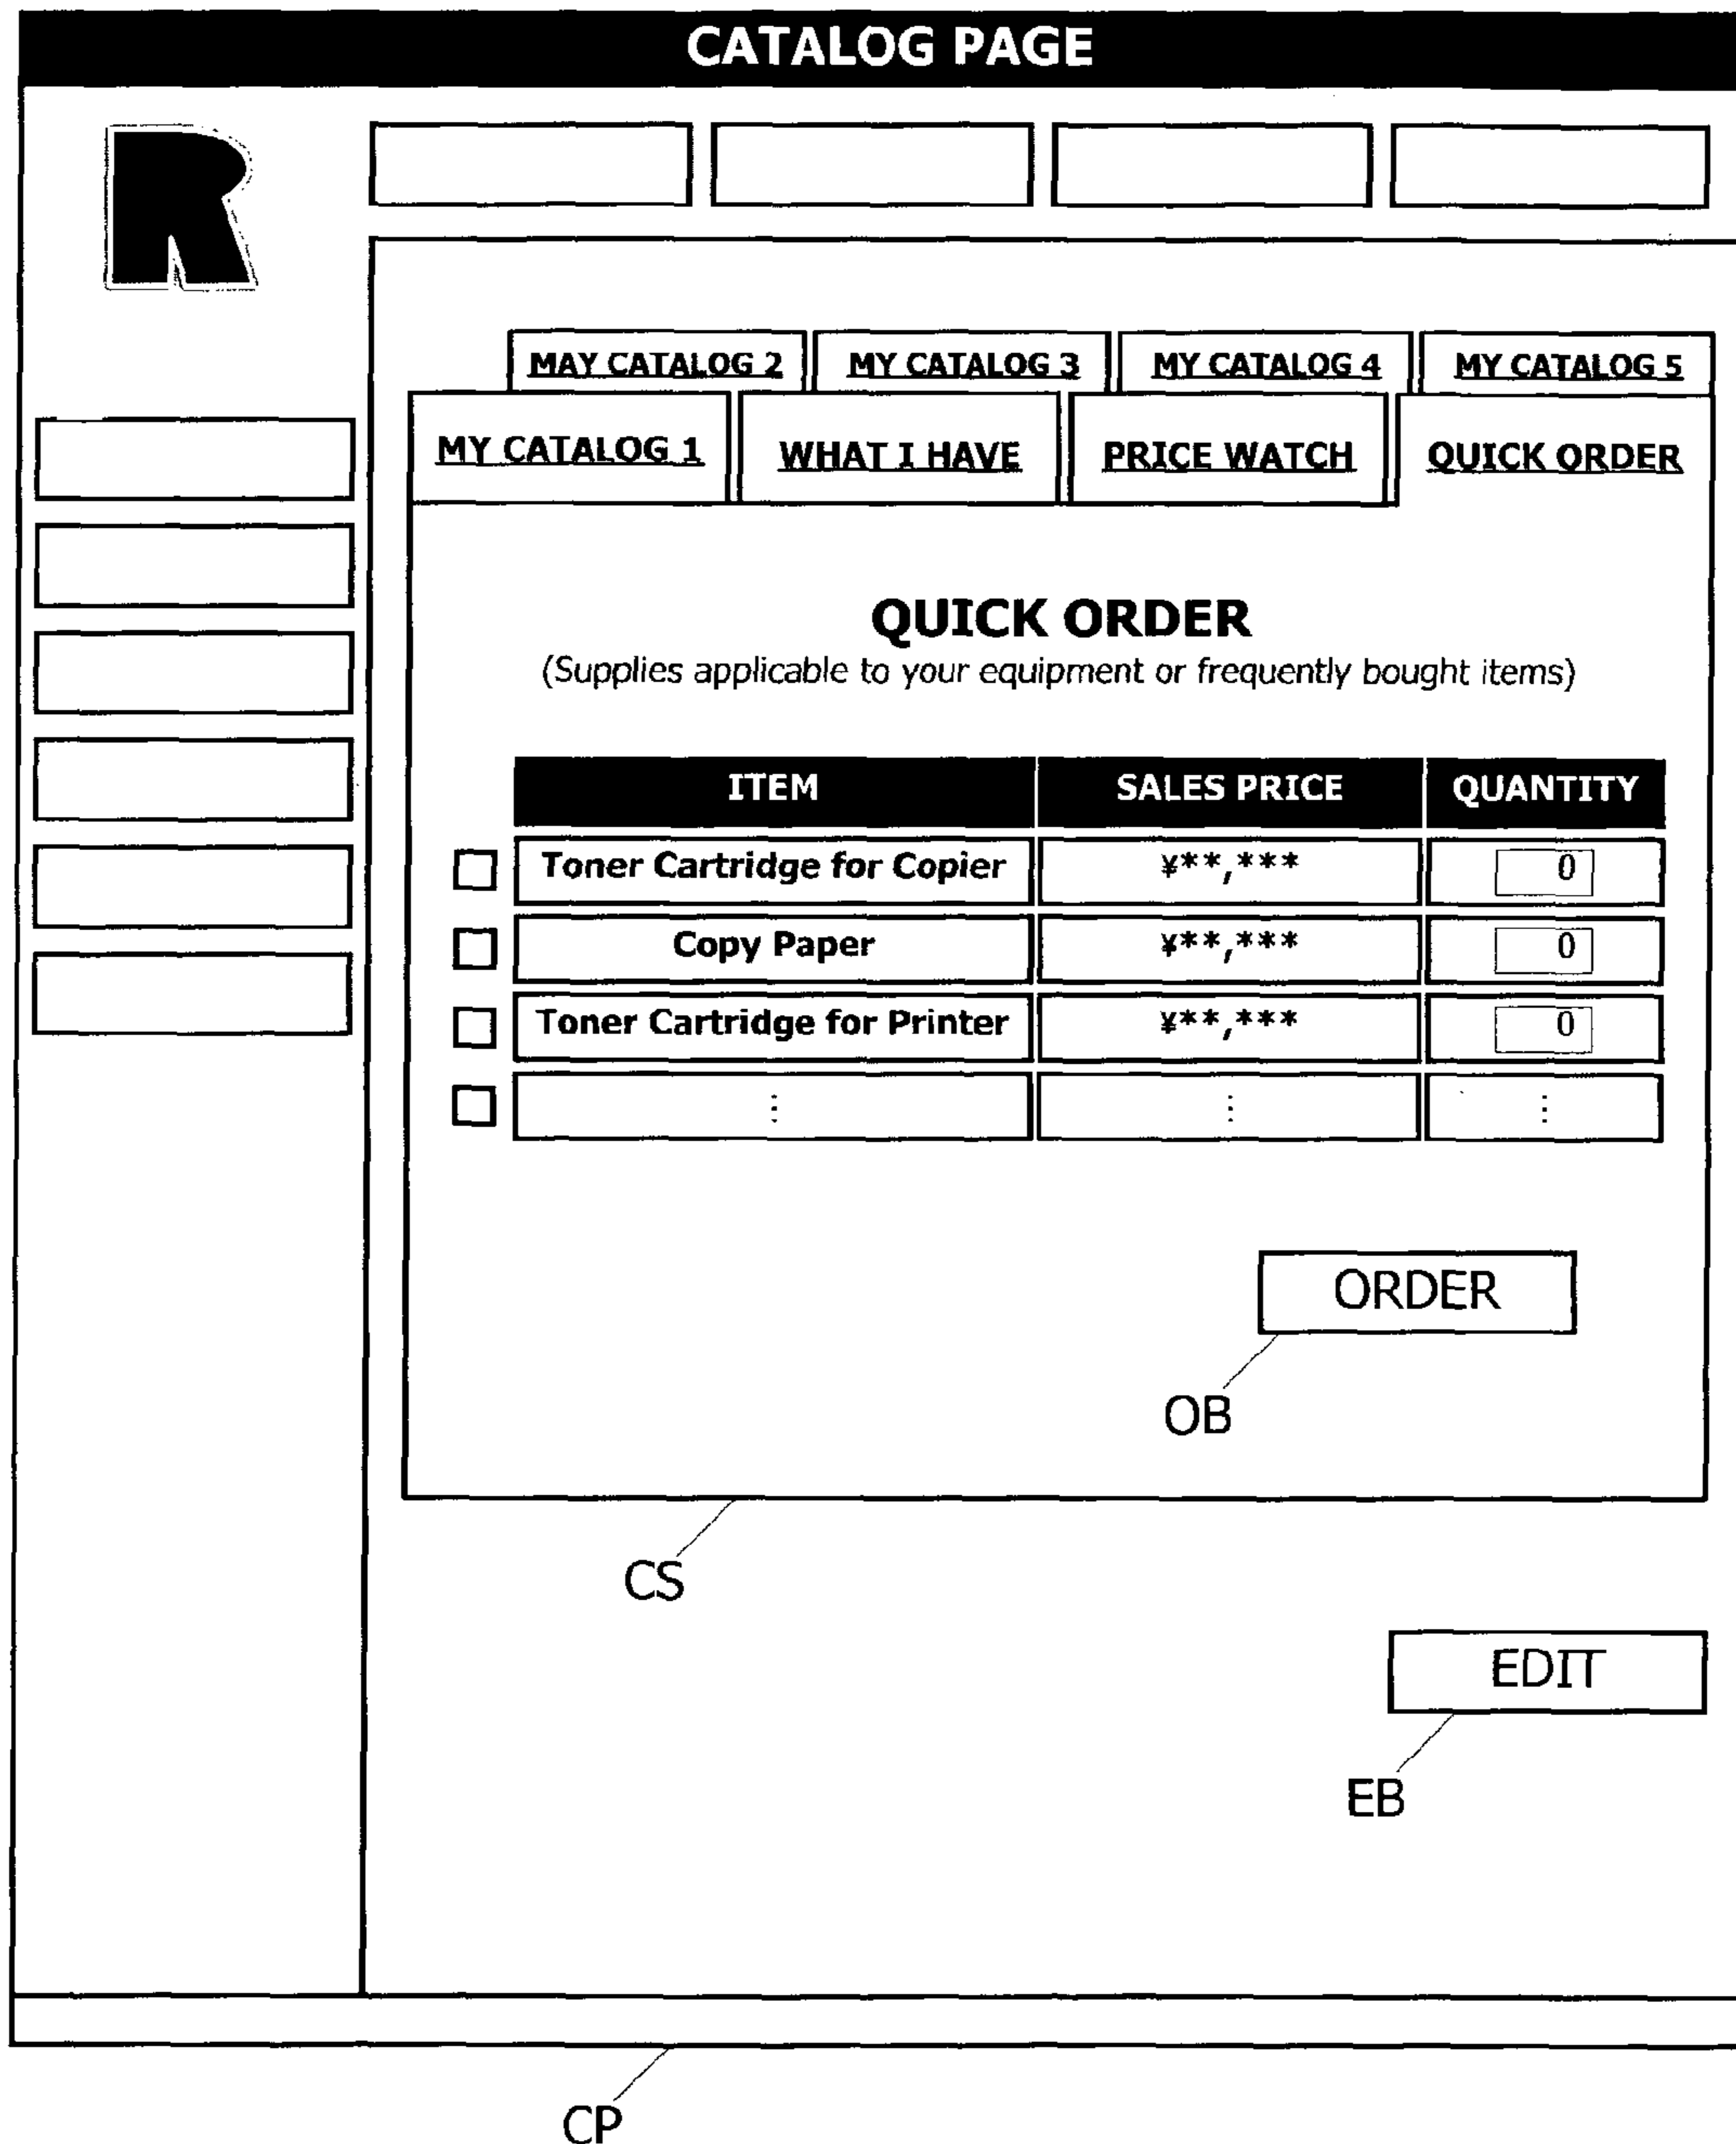 CATALOG PAGE
R
MAY CATALOG 2 MY CATALOG 3 MY CATALOG 4 MY CATALOG 5
MY CATALOG 1 WHAT I HAVE PRICE WATCH QUICK ORDER
QUICK ORDER
(Supplies applicable to your equipment or frequently bought items)
ITEM SALES PRICE QUANTITY
Toner Cartridge for Copier ¥**,*** 0
Copy Paper ¥**,*** 0
Toner Cartridge for Printer ¥**,*** 0
⋮ ⋮ ⋮
ORDER
OB
CS
EDIT
EB
CP